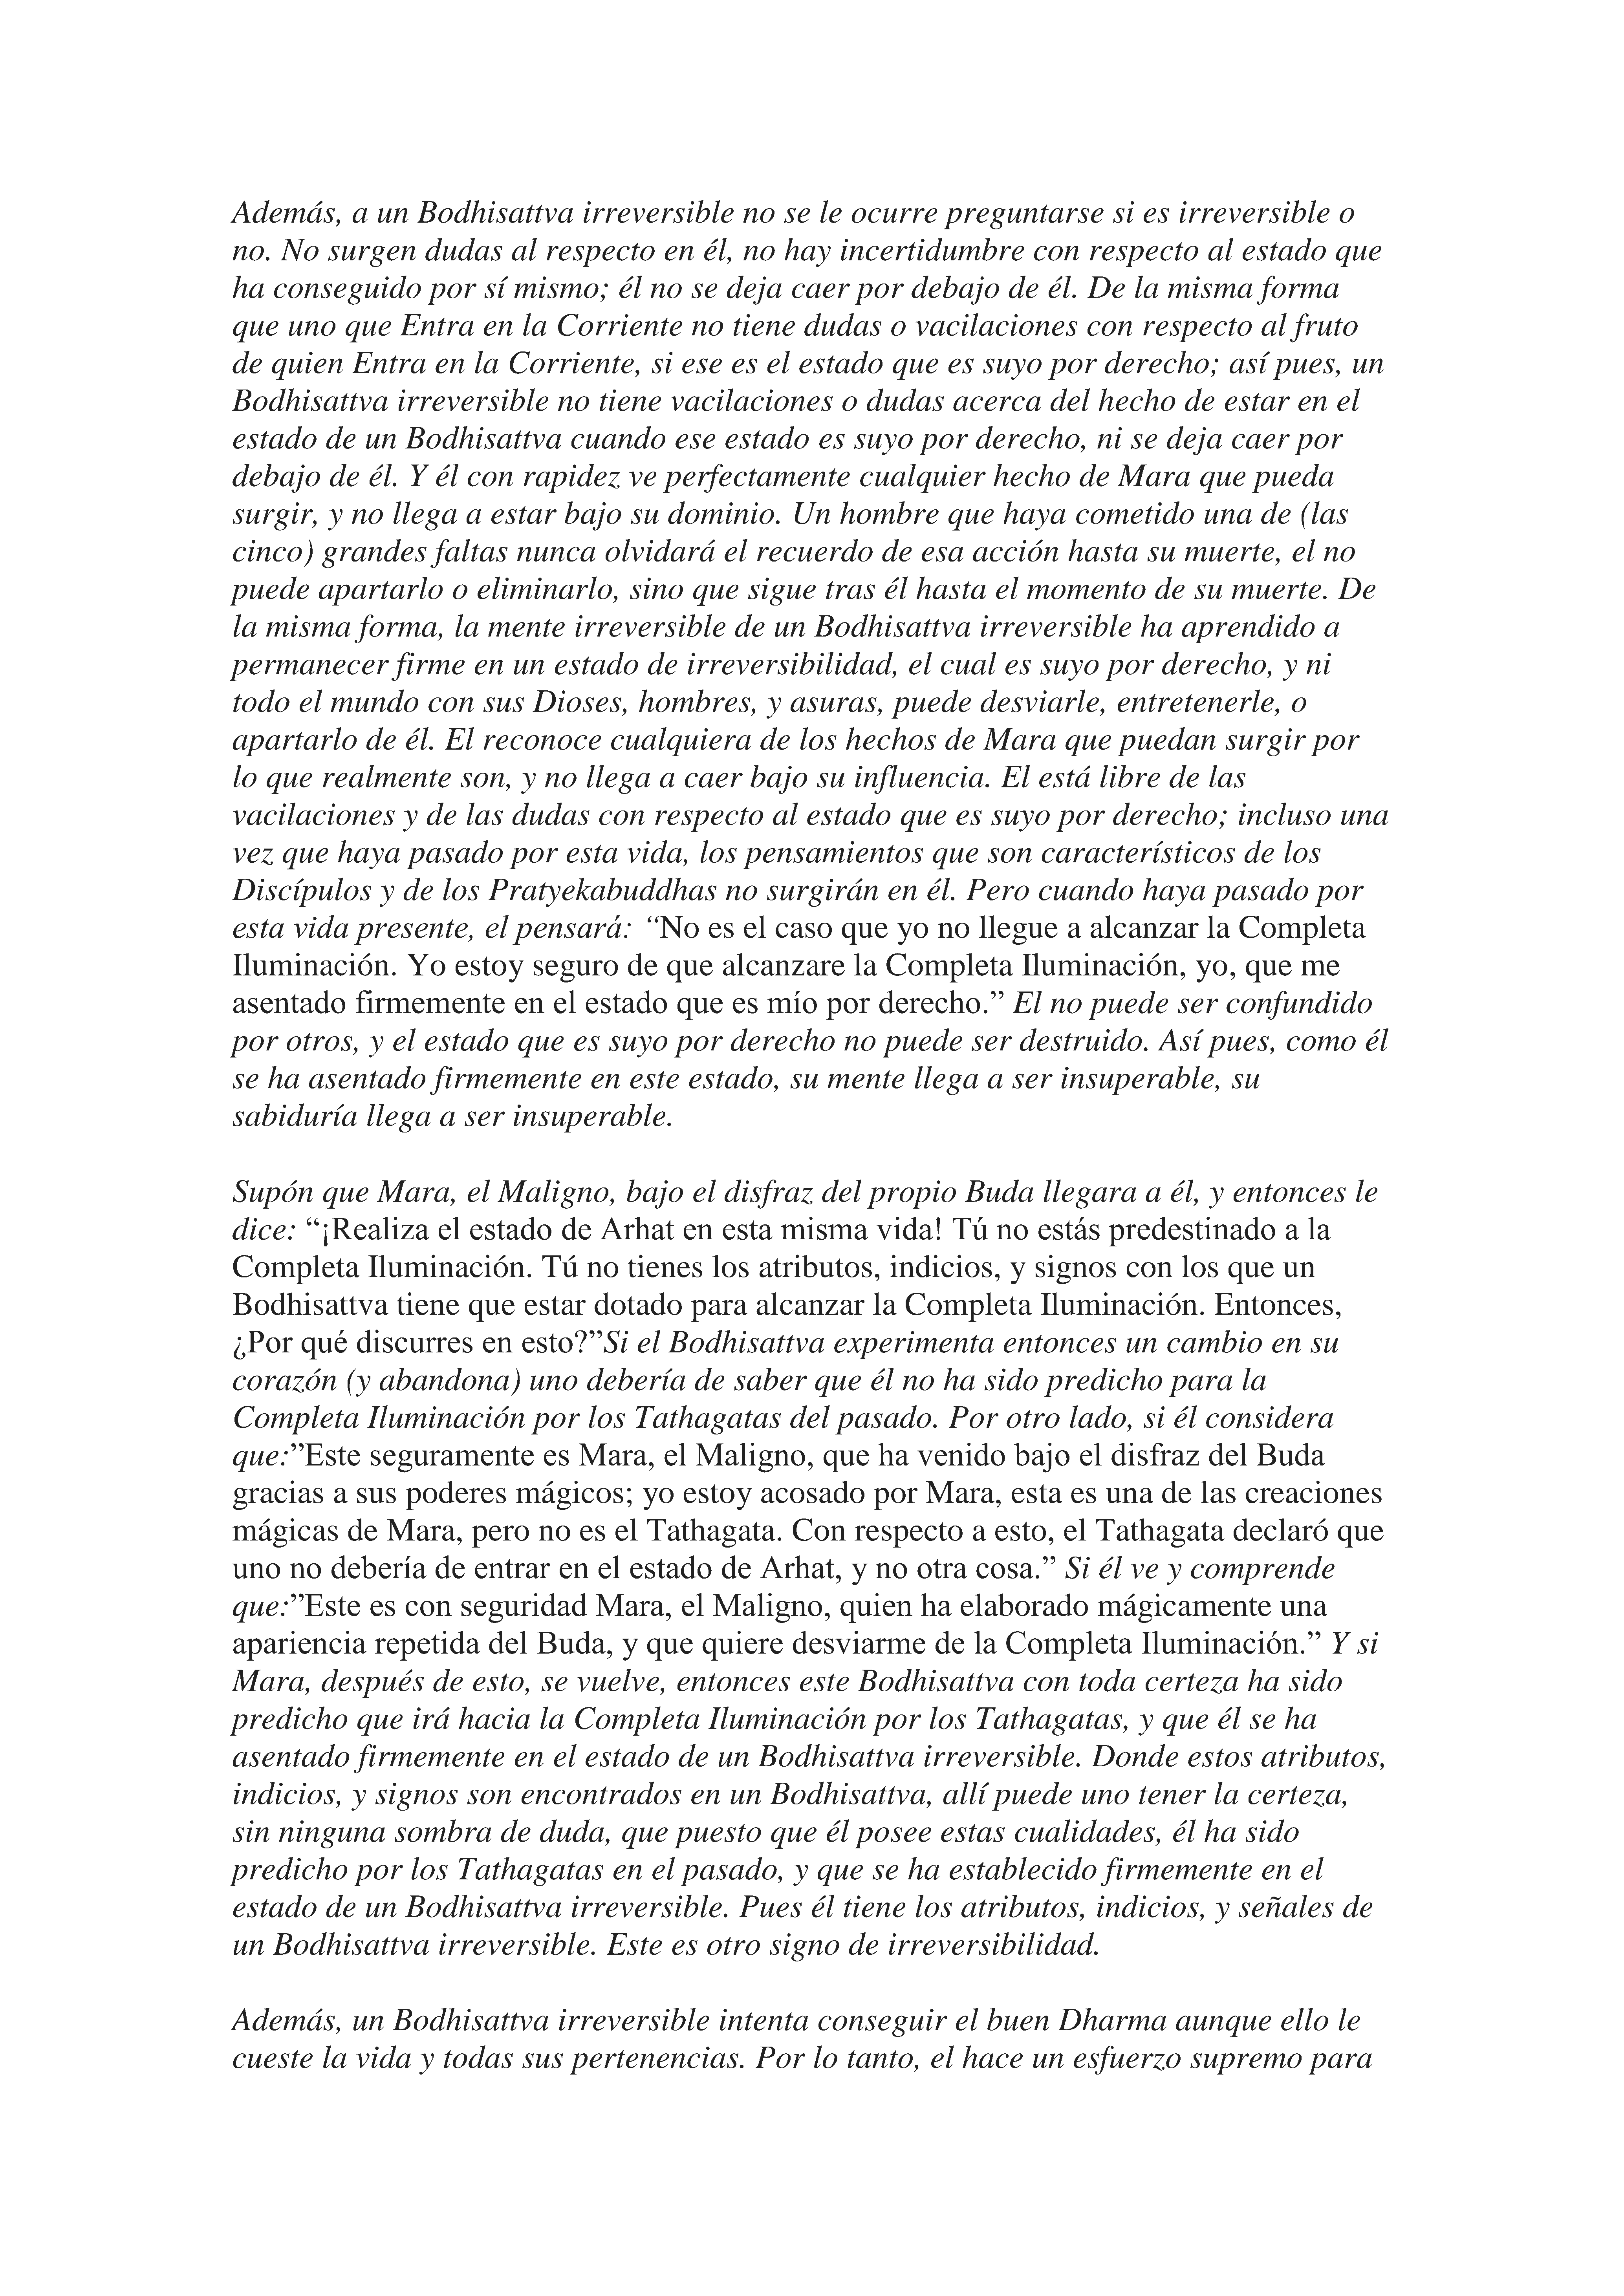 Además, a un Bodhisattva irreversible no se le ocurre preguntarse si es irreversible o
no. No surgen dudas al respecto en él, no hay incertidumbre con respecto al estado que
ha conseguido por sí mismo; él no se deja caer por debajo de él. De la misma forma
que uno que Entra en la Corriente no tiene dudas o vacilaciones con respecto al fruto
de quien Entra en la Corriente, si ese es el estado que es suyo por derecho; así pues, un
Bodhisattva irreversible no tiene vacilaciones o dudas acerca del hecho de estar en el
estado de un Bodhisattva cuando ese estado es suyo por derecho, ni se deja caer por
debajo de él. Y él con rapidez ve perfectamente cualquier hecho de Mara que pueda
surgir, y no llega a estar bajo su dominio. Un hombre que haya cometido una de (las
cinco) grandes faltas nunca olvidará el recuerdo de esa acción hasta su muerte, el no
puede apartarlo o eliminarlo, sino que sigue tras él hasta el momento de su muerte. De
la misma forma, la mente irreversible de un Bodhisattva irreversible ha aprendido a
permanecer firme en un estado de irreversibilidad, el cual es suyo por derecho, y ni
todo el mundo con sus Dioses, hombres, y asuras, puede desviarle, entretenerle, o
apartarlo de él. El reconoce cualquiera de los hechos de Mara que puedan surgir por
lo que realmente son, y no llega a caer bajo su influencia. El está libre de las
vacilaciones y de las dudas con respecto al estado que es suyo por derecho; incluso una
vez que haya pasado por esta vida, los pensamientos que son característicos de los
Discípulos y de los Pratyekabuddhas no surgirán en él. Pero cuando haya pasado por
esta vida presente, el pensará: “No es el caso que yo no llegue a alcanzar la Completa
Iluminación. Yo estoy seguro de que alcanzare la Completa Iluminación, yo, que me
asentado firmemente en el estado que es mío por derecho.” El no puede ser confundido
por otros, y el estado que es suyo por derecho no puede ser destruido. Así pues, como él
se ha asentado firmemente en este estado, su mente llega a ser insuperable, su
sabiduría llega a ser insuperable.

Supón que Mara, el Maligno, bajo el disfraz del propio Buda llegara a él, y entonces le
dice: “¡Realiza el estado de Arhat en esta misma vida! Tú no estás predestinado a la
Completa Iluminación. Tú no tienes los atributos, indicios, y signos con los que un
Bodhisattva tiene que estar dotado para alcanzar la Completa Iluminación. Entonces,
¿Por qué discurres en esto?”Si el Bodhisattva experimenta entonces un cambio en su
corazón (y abandona) uno debería de saber que él no ha sido predicho para la
Completa Iluminación por los Tathagatas del pasado. Por otro lado, si él considera
que:”Este seguramente es Mara, el Maligno, que ha venido bajo el disfraz del Buda
gracias a sus poderes mágicos; yo estoy acosado por Mara, esta es una de las creaciones
mágicas de Mara, pero no es el Tathagata. Con respecto a esto, el Tathagata declaró que
uno no debería de entrar en el estado de Arhat, y no otra cosa.” Si él ve y comprende
que:”Este es con seguridad Mara, el Maligno, quien ha elaborado mágicamente una
apariencia repetida del Buda, y que quiere desviarme de la Completa Iluminación.” Y si
Mara, después de esto, se vuelve, entonces este Bodhisattva con toda certeza ha sido
predicho que irá hacia la Completa Iluminación por los Tathagatas, y que él se ha
asentado firmemente en el estado de un Bodhisattva irreversible. Donde estos atributos,
indicios, y signos son encontrados en un Bodhisattva, allí puede uno tener la certeza,
sin ninguna sombra de duda, que puesto que él posee estas cualidades, él ha sido
predicho por los Tathagatas en el pasado, y que se ha establecido firmemente en el
estado de un Bodhisattva irreversible. Pues él tiene los atributos, indicios, y señales de
un Bodhisattva irreversible. Este es otro signo de irreversibilidad.

Además, un Bodhisattva irreversible intenta conseguir el buen Dharma aunque ello le
cueste la vida y todas sus pertenencias. Por lo tanto, el hace un esfuerzo supremo para